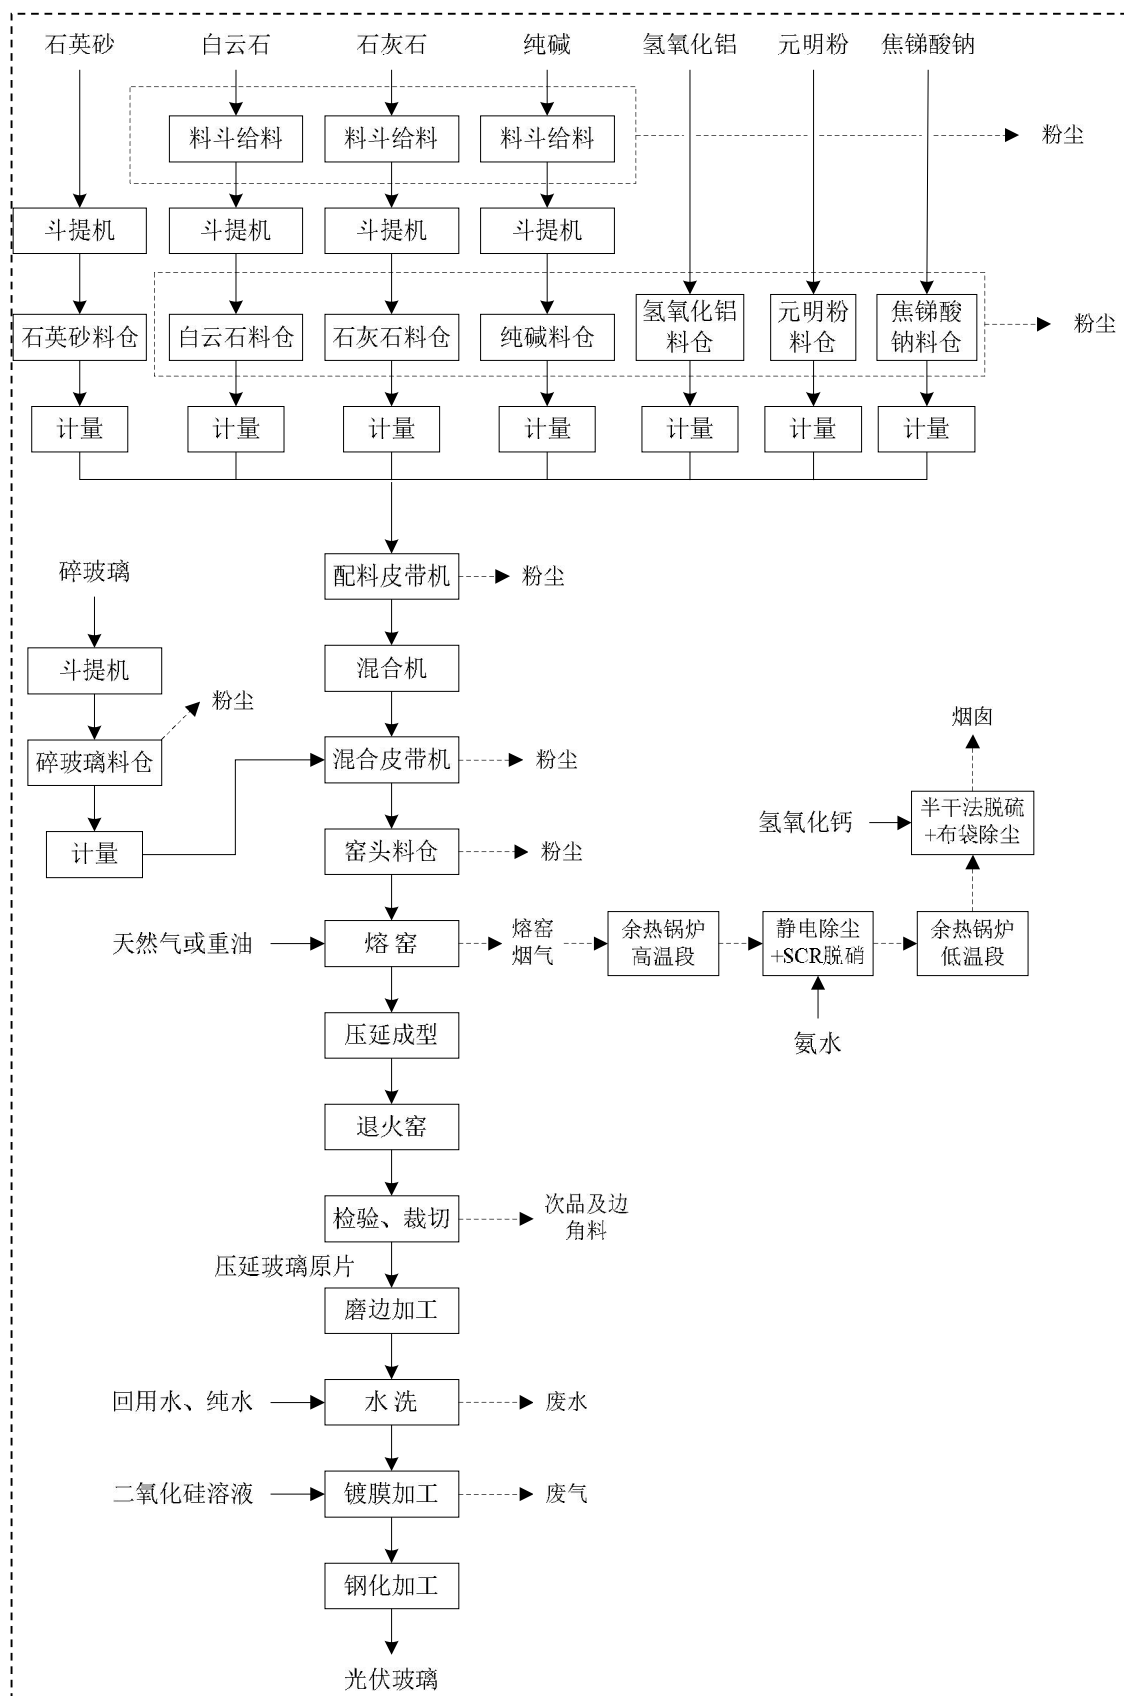 石英砂 白云石 石灰石 纯碱 氢氧化铝 元明粉 焦锑酸钠
料斗给料 料斗给料 料斗给料 粉尘
斗提机 斗提机 斗提机 斗提机
石英砂料仓 白云石料仓 石灰石料仓 纯碱料仓
氢氧化铝
料仓
元明粉
料仓
焦锑酸
钠料仓
粉尘
计量 计量 计量 计量 计量 计量 计量
碎玻璃
配料皮带机 粉尘
斗提机
混合机
粉尘
碎玻璃料仓
混合皮带机 粉尘
计量
窑头料仓 粉尘
烟囱
氢氧化钙
半干法脱硫
+布袋除尘
天然气或重油
熔窑
熔窑
烟气
余热锅炉
高温段
静电除尘
+SCR脱硝
余热锅炉
低温段
氨水
压延成型
退火窑
检验、裁切
次品及边
角料
压延玻璃原片
磨边加工
回用水、纯水 水洗 废水
二氧化硅溶液 镀膜加工 废气
钢化加工
光伏玻璃